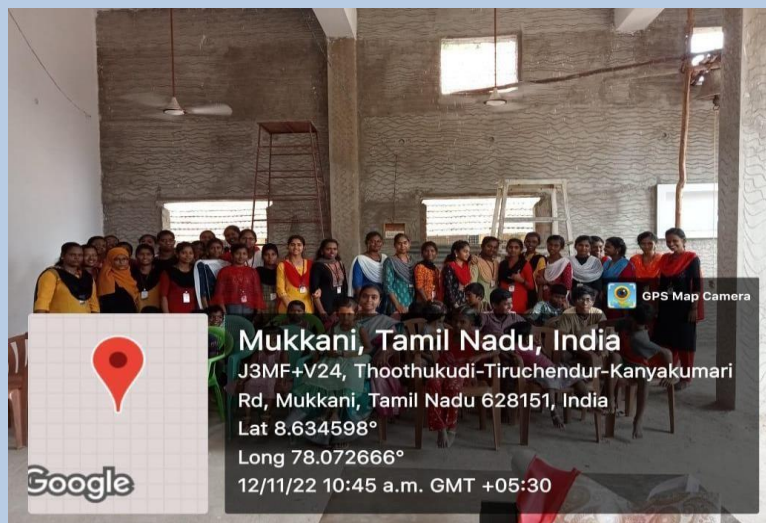 GPS Map Camera
Mukkani, Tamil Nadu, India
J3MF+V24, Thoothukudi-Tiruchendur-Kanyakumari
Rd, Mukkani, Tamil Nadu 628151, India
Lat 8.634598°
Long 78.072666°
12/11/22 10:45 a.m. GMT +05:30
Google